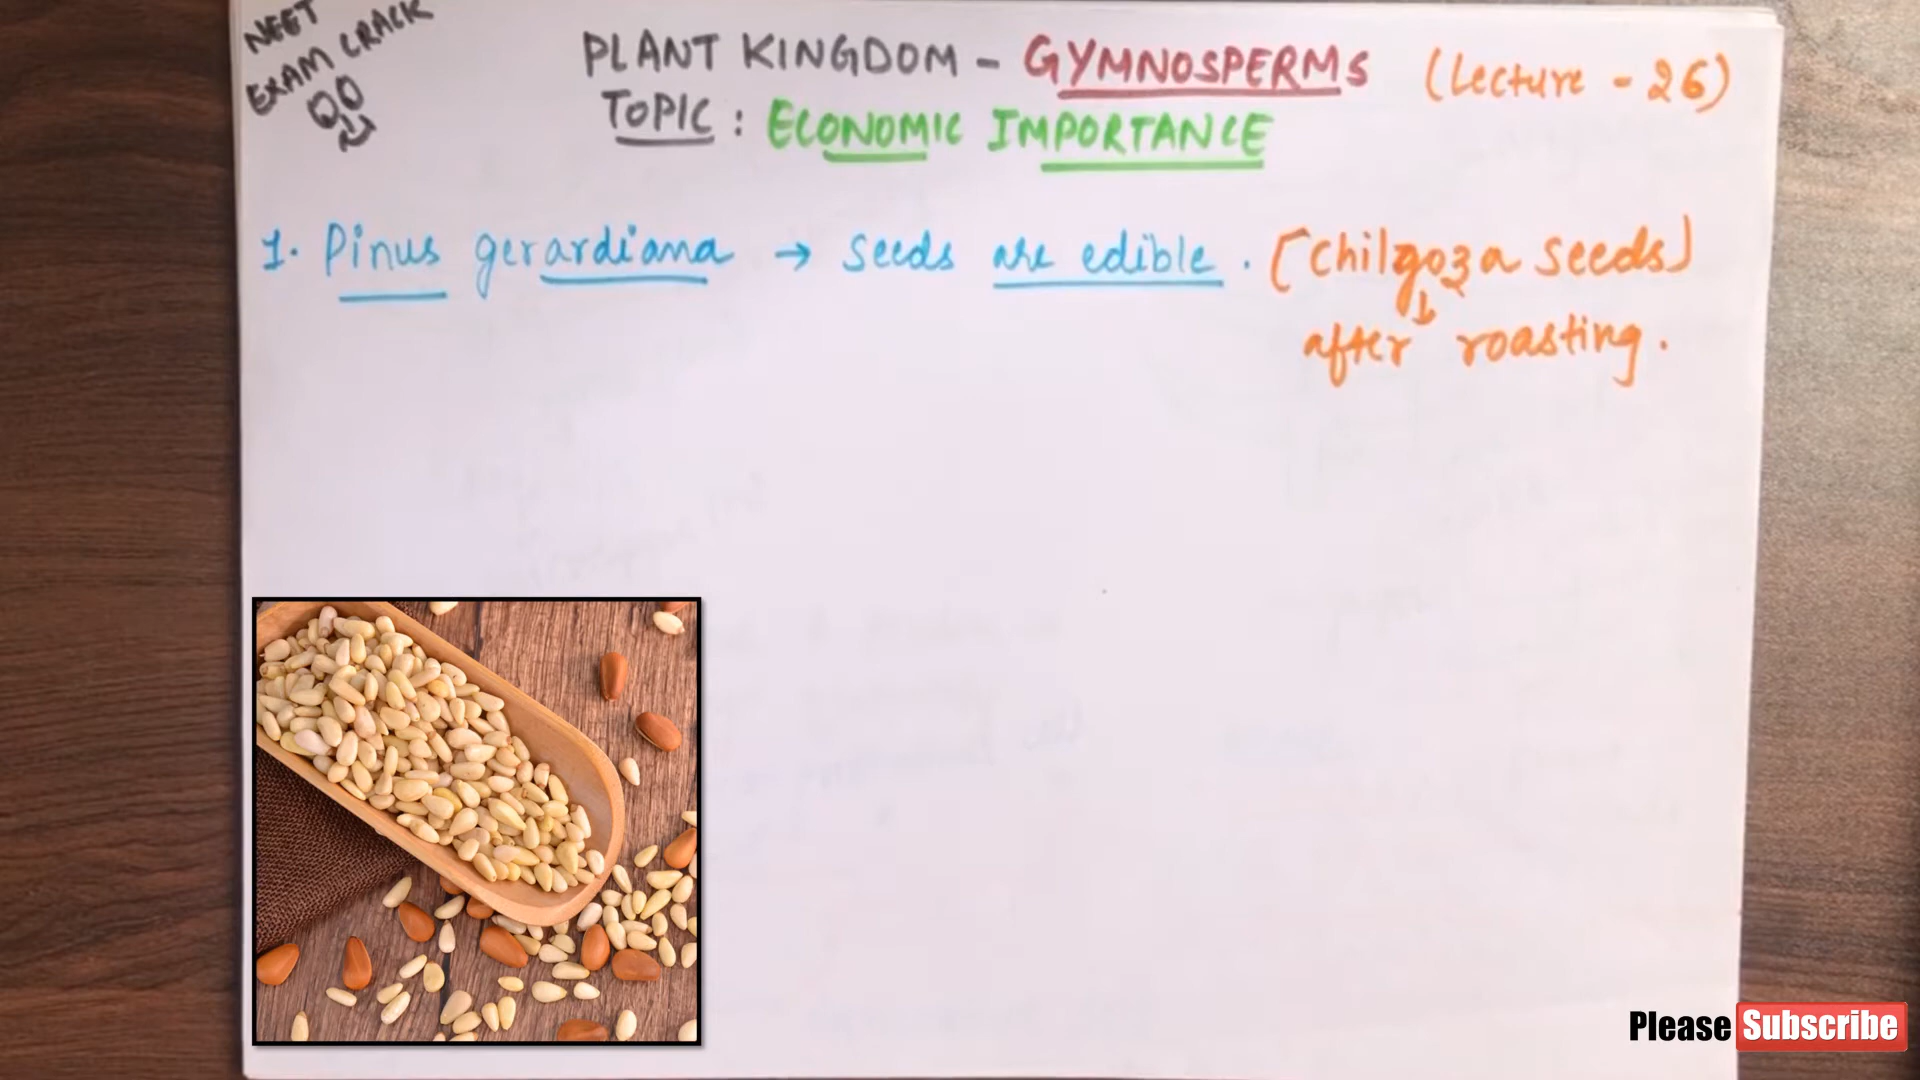 NEET
EXAM CRACK
PLANT KINGDOM - GYMNOSPERMS (Lecture - 26)
TOPIC : ECONOMIC IMPORTANCE
1. Pinus gerardiana → seeds are edible. (Chilgoza seeds)
↓
after roasting.
Please Subscribe